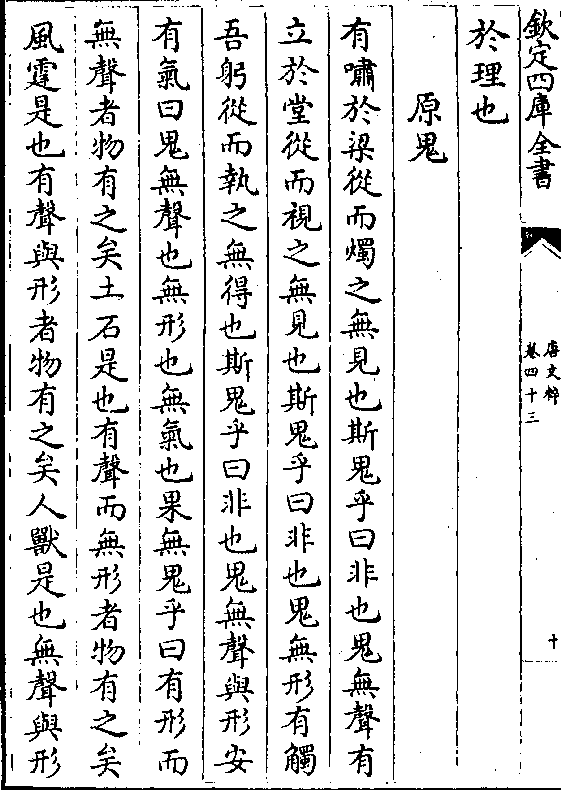 欽定四庫全書
唐文粹
卷四十三
十
於理也
原鬼
有嘯於梁從而燭之無見也斯鬼乎曰非也鬼無聲有
立於堂從而視之無見也斯鬼乎曰非也鬼無形有觸
吾躬從而執之無得也斯鬼乎曰非也鬼無聲與形安
有氣曰鬼無聲也無形也無氣也果無鬼乎曰有形而
無聲者物有之矣土石是也有聲而無形者物有之矣
風霆是也有聲與形者物有之矣人獸是也無聲與形